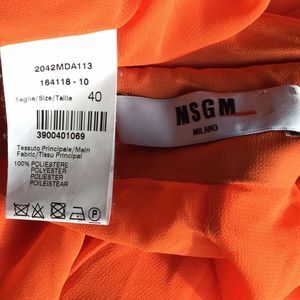 2042MDA113
164118 - 10
Taglia/Size/Taille 40
3900401069
Tessuto Principale/Main
Fabric/Tissu Principal
100% POLIESTERE
POLYESTER
POLYESTER
POILEISTEAR
MSGM
MILANO